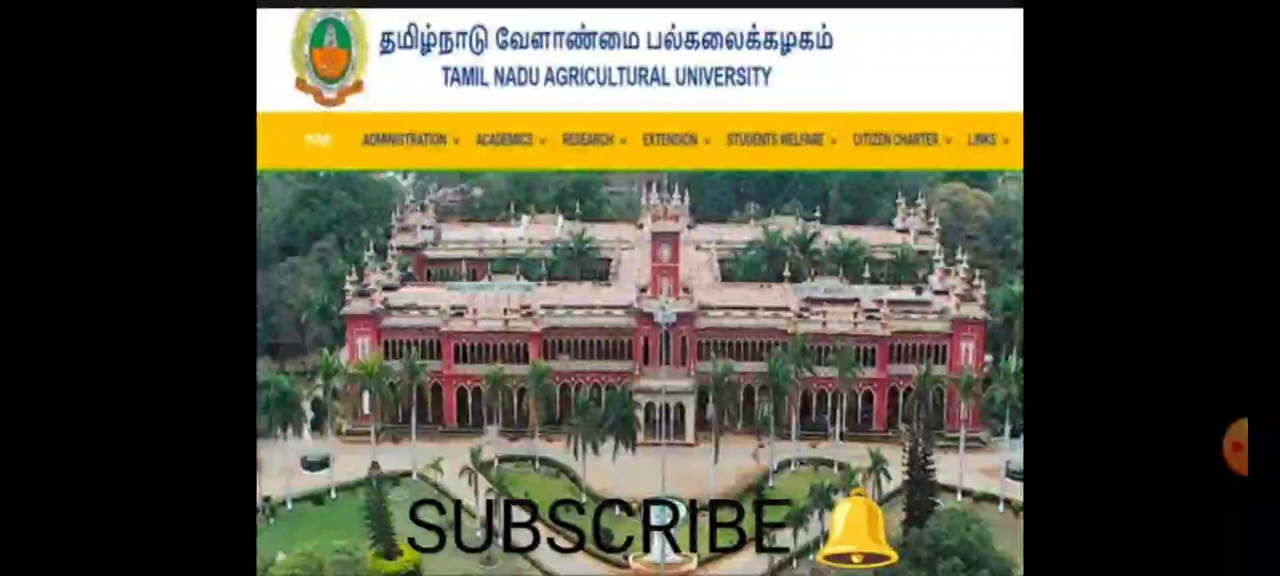 தமிழ்நாடு வேளாண்மை பல்கலைக்கழகம்
TAMIL NADU AGRICULTURAL UNIVERSITY
HOME ADMINISTRATION ACADEMICS RESEARCH EXTENSION STUDENTS WELFARE CITIZEN CHARTER LINKS
SUBSCRIBE